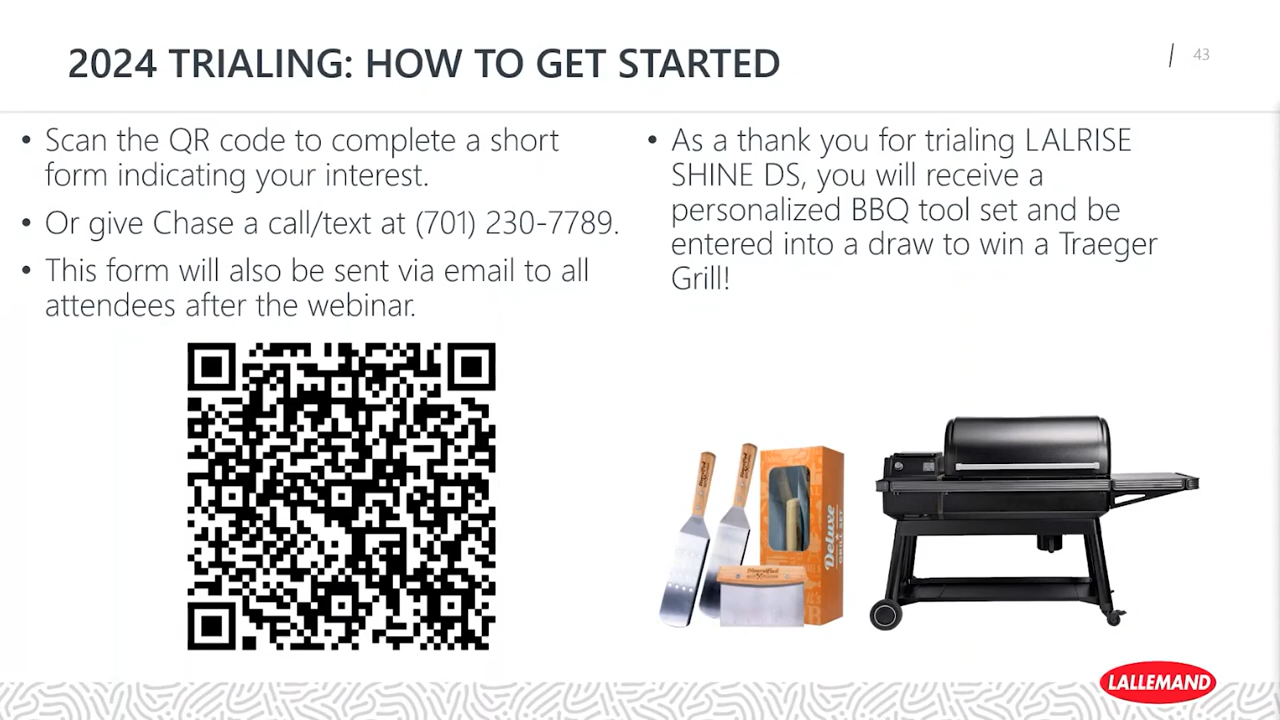 2024 TRIALING: HOW TO GET STARTED
43
• Scan the QR code to complete a short
form indicating your interest.
• Or give Chase a call/text at (701) 230-7789.
• This form will also be sent via email to all
attendees after the webinar.
• As a thank you for trialing LALRISE
SHINE DS, you will receive a
personalized BBQ tool set and be
entered into a draw to win a Traeger
Grill!
Deluxe
GRILL SET
LALLEMAND